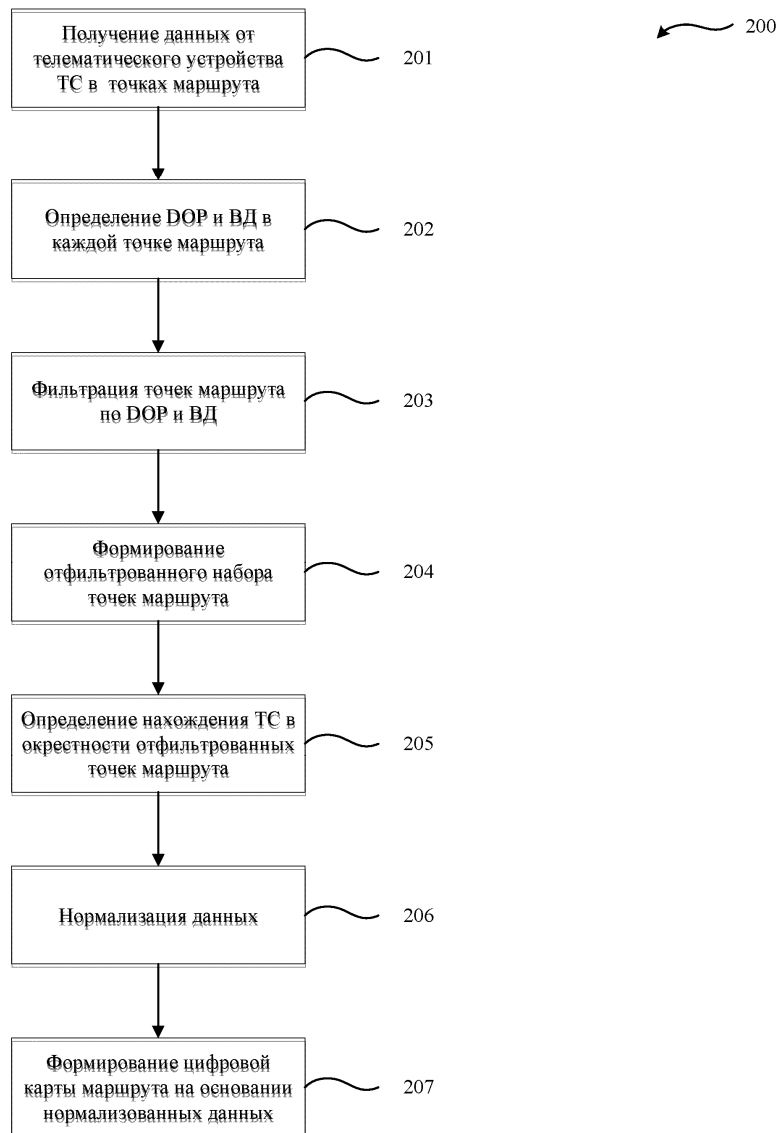 200
Получение данных от
телематического устройства
ТС в точках маршрута
201
Определение DOP и ВД в
каждой точке маршрута
202
Фильтрация точек маршрута
по DOP и ВД
203
Формирование
отфильтрованного набора
точек маршрута
204
Определение нахождения ТС в
окрестности отфильтрованных
точек маршрута
205
Нормализация данных
206
Формирование цифровой
карты маршрута на основании
нормализованных данных
207